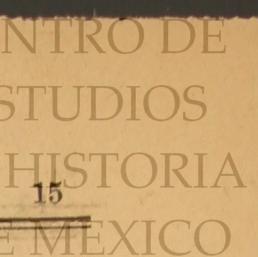 NTRO DE
STUDIOS
HISTORIA
15
E MEXICO